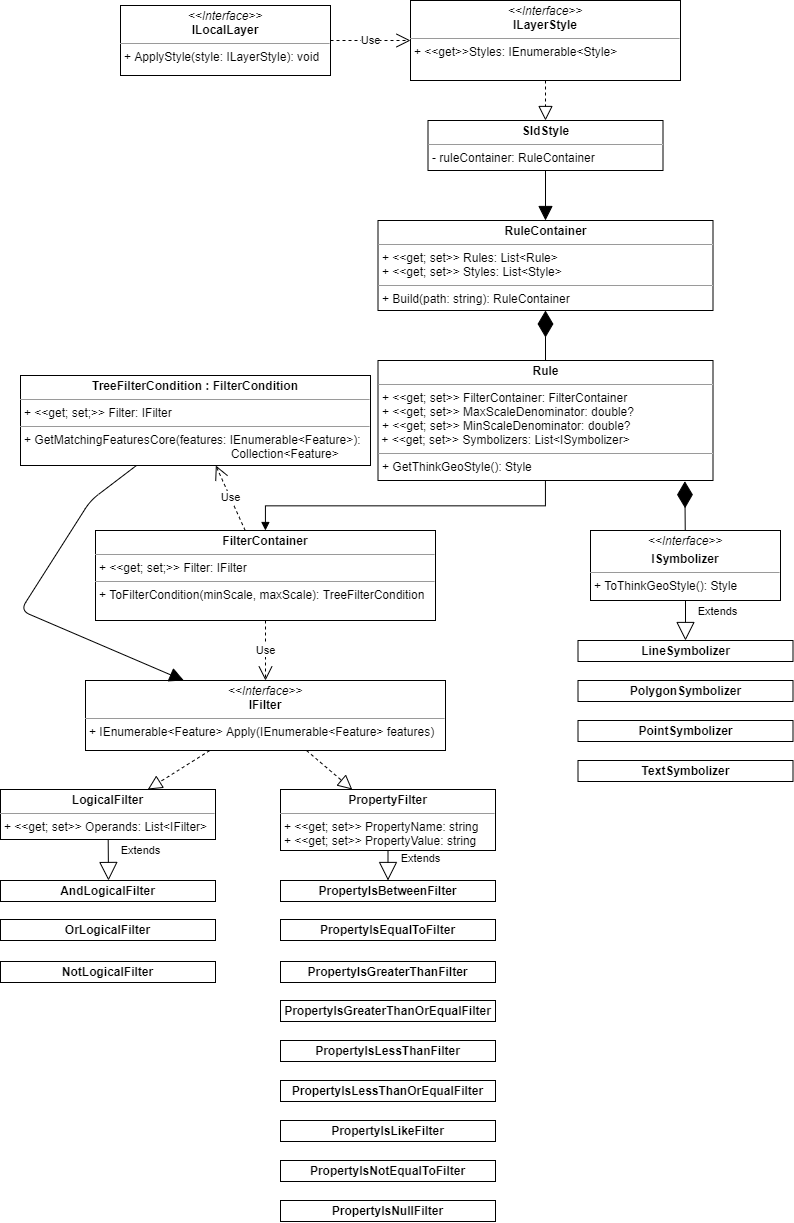 <<Interface>>
ILocalLayer
+ ApplyStyle(style: ILayerStyle): void
Use
<<Interface>>
ILayerStyle
+ <<get>>Styles: IEnumerable<Style>
SldStyle
- ruleContainer: RuleContainer
RuleContainer
+ <<get; set>> Rules: List<Rule>
+ <<get; set>> Styles: List<Style>
+ Build(path: string): RuleContainer
Rule
+ <<get; set>> FilterContainer: FilterContainer
+ <<get; set>> MaxScaleDenominator: double?
+ <<get; set>> MinScaleDenominator: double?
+ <<get; set>> Symbolizers: List<ISymbolizer>
+ GetThinkGeoStyle(): Style
TreeFilterCondition : FilterCondition
+ <<get; set;>> Filter: IFilter
+ GetMatchingFeaturesCore(features: IEnumerable<Feature>):
Collection<Feature>
Use
FilterContainer
+ <<get; set;>> Filter: IFilter
+ ToFilterCondition(minScale, maxScale): TreeFilterCondition
Use
<<Interface>>
ISymbolizer
+ ToThinkGeoStyle(): Style
Extends
LineSymbolizer
PolygonSymbolizer
PointSymbolizer
TextSymbolizer
<<Interface>>
IFilter
+ IEnumerable<Feature> Apply(IEnumerable<Feature> features)
LogicalFilter
+ <<get; set>> Operands: List<IFilter>
Extends
AndLogicalFilter
OrLogicalFilter
NotLogicalFilter
PropertyFilter
+ <<get; set>> PropertyName: string
+ <<get; set>> PropertyValue: string
Extends
PropertyIsBetweenFilter
PropertyIsEqualToFilter
PropertyIsGreaterThanFilter
PropertyIsGreaterThanOrEqualFilter
PropertyIsLessThanFilter
PropertyIsLessThanOrEqualFilter
PropertyIsLikeFilter
PropertyIsNotEqualToFilter
PropertyIsNullFilter